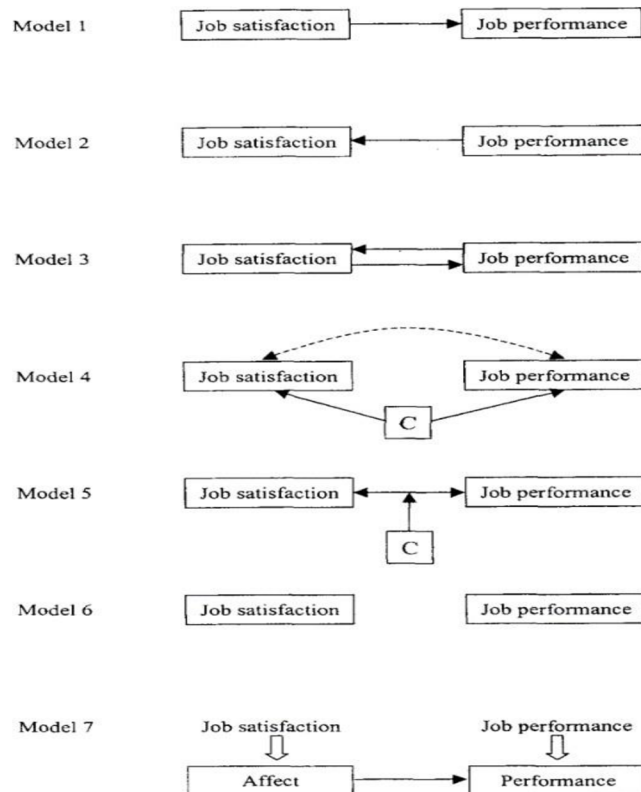 Model 1 Job satisfaction Job performance
Model 2 Job satisfaction Job performance
Model 3 Job satisfaction Job performance
Model 4 Job satisfaction Job performance
C
Model 5 Job satisfaction Job performance
C
Model 6 Job satisfaction Job performance
Model 7 Job satisfaction Job performance
Affect Performance